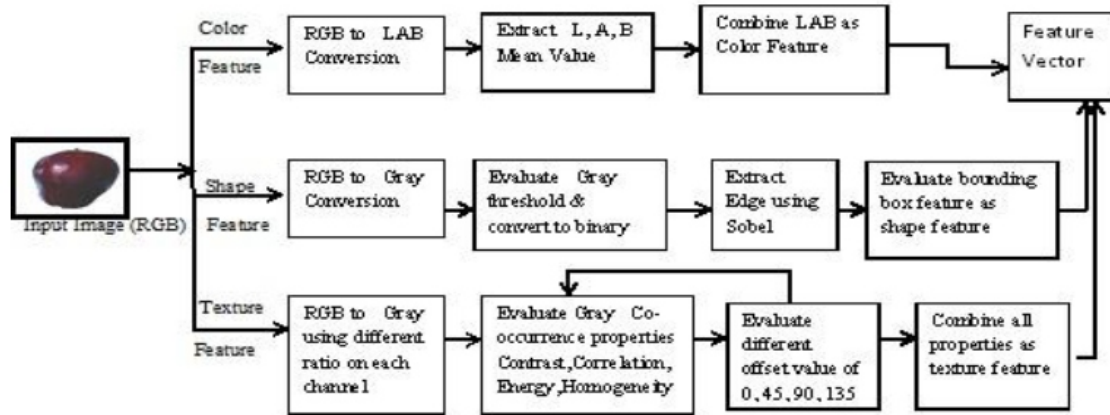 Color
Feature
RGB to LAB
Conversion
Extract L, A, B
Mean Value
Combine LAB as
Color Feature
Feature
Vector
Input Image (RGB)
Shape
Feature
RGB to Gray
Conversion
Evaluate Gray
threshold &
convert to binary
Extract
Edge using
Sobel
Evaluate bounding
box feature as
shape feature
Texture
Feature
RGB to Gray
using different
ratio on each
channel
Evaluate Gray Co-
occurrence properties
Contrast,Correlation,
Energy,Homogeneity
Evaluate
different
offset value of
0,45,90,135
Combine all
properties as
texture feature